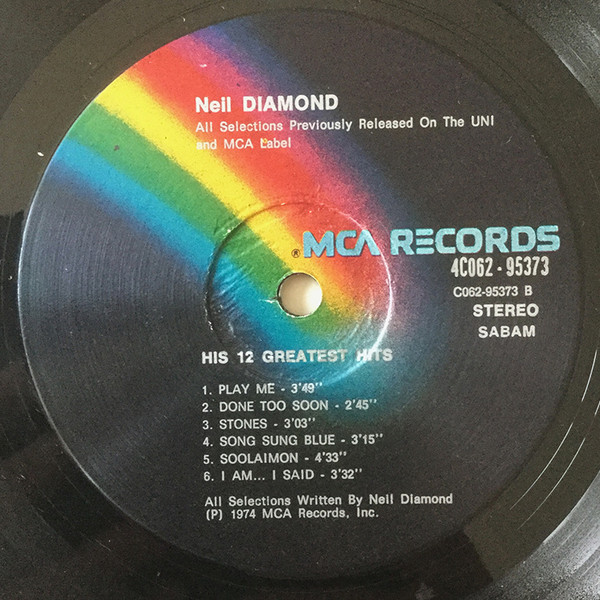 Neil DIAMOND
All Selections Previously Released On The UNI
and MCA Label
® MCA RECORDS
4C062 - 95373
C062-95373 B
STEREO
SABAM
HIS 12 GREATEST HITS
1. PLAY ME - 3'49''
2. DONE TOO SOON - 2'45''
3. STONES - 3'03''
4. SONG SUNG BLUE - 3'15''
5. SOOLAIMON - 4'33''
6. I AM... I SAID - 3'32''
All Selections Written By Neil Diamond
(P) 1974 MCA Records, Inc.